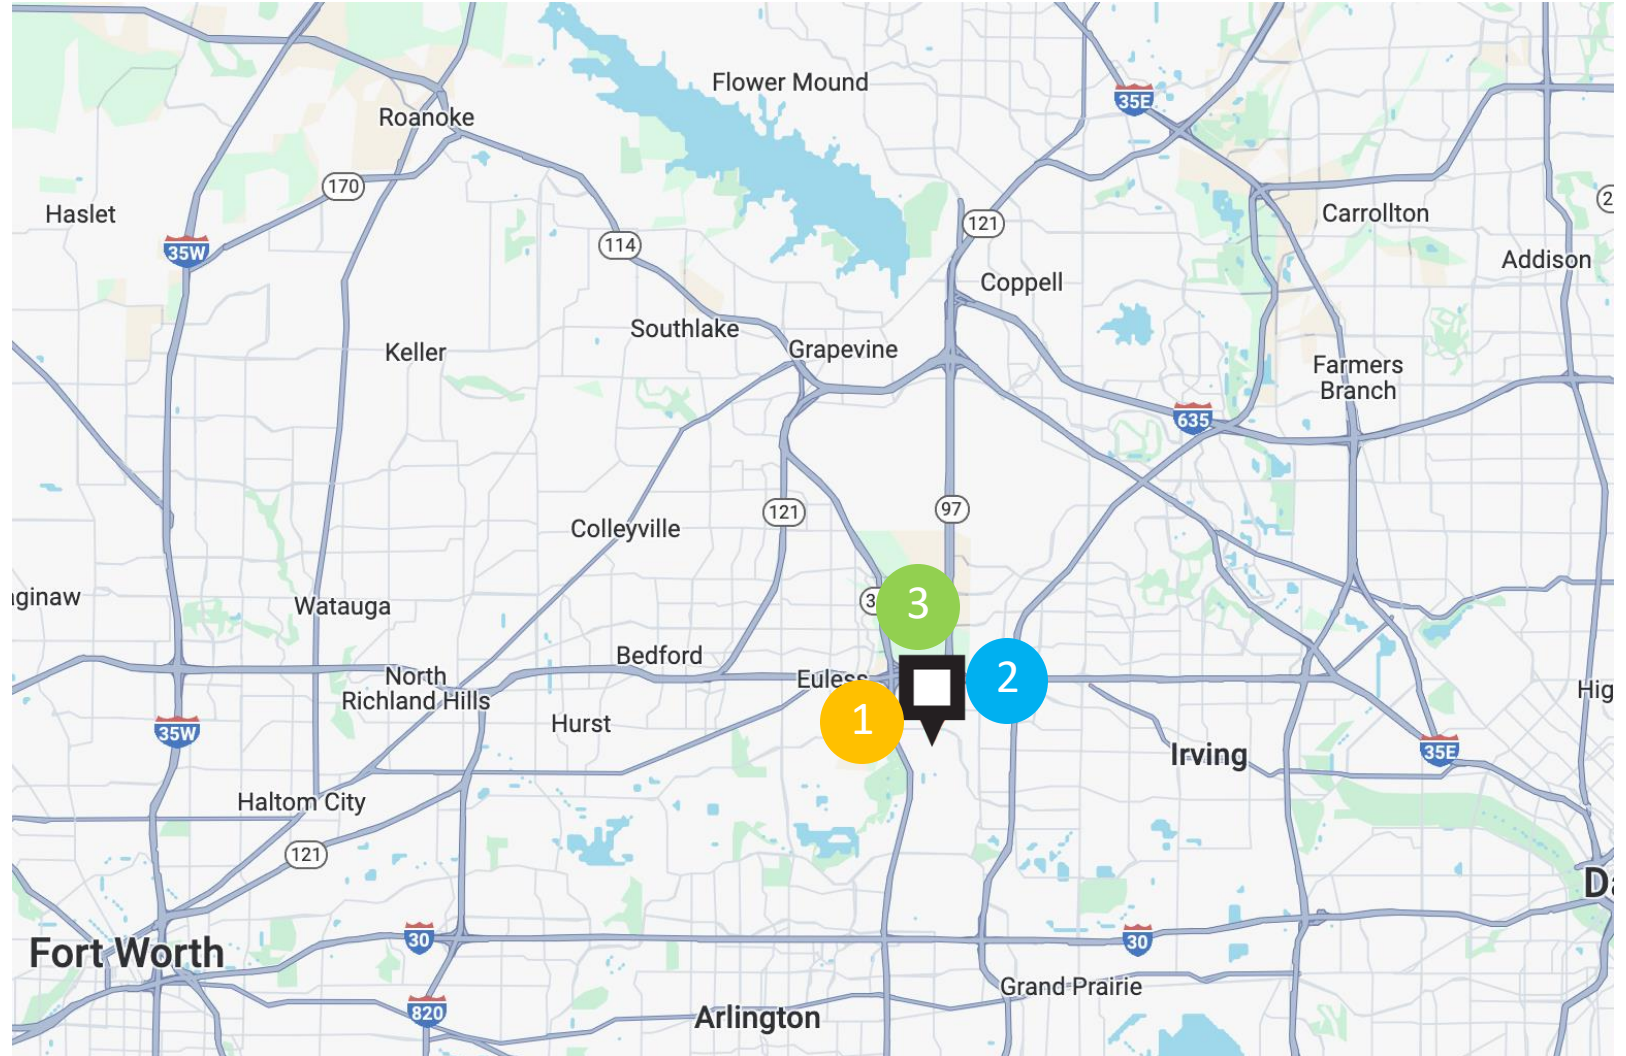 Flower Mound
35E
Roanoke
170
Haslet
Carrollton
121
35W
114
Addison
Coppell
Southlake
Grapevine
Keller
Farmers
Branch
635
121
97
Colleyville
3
Watauga
Bedford
North
Richland Hills
Euless
2
1
Hurst
35W
Irving
35E
Haltom City
121
30
30
Fort Worth
Grand Prairie
820
Arlington